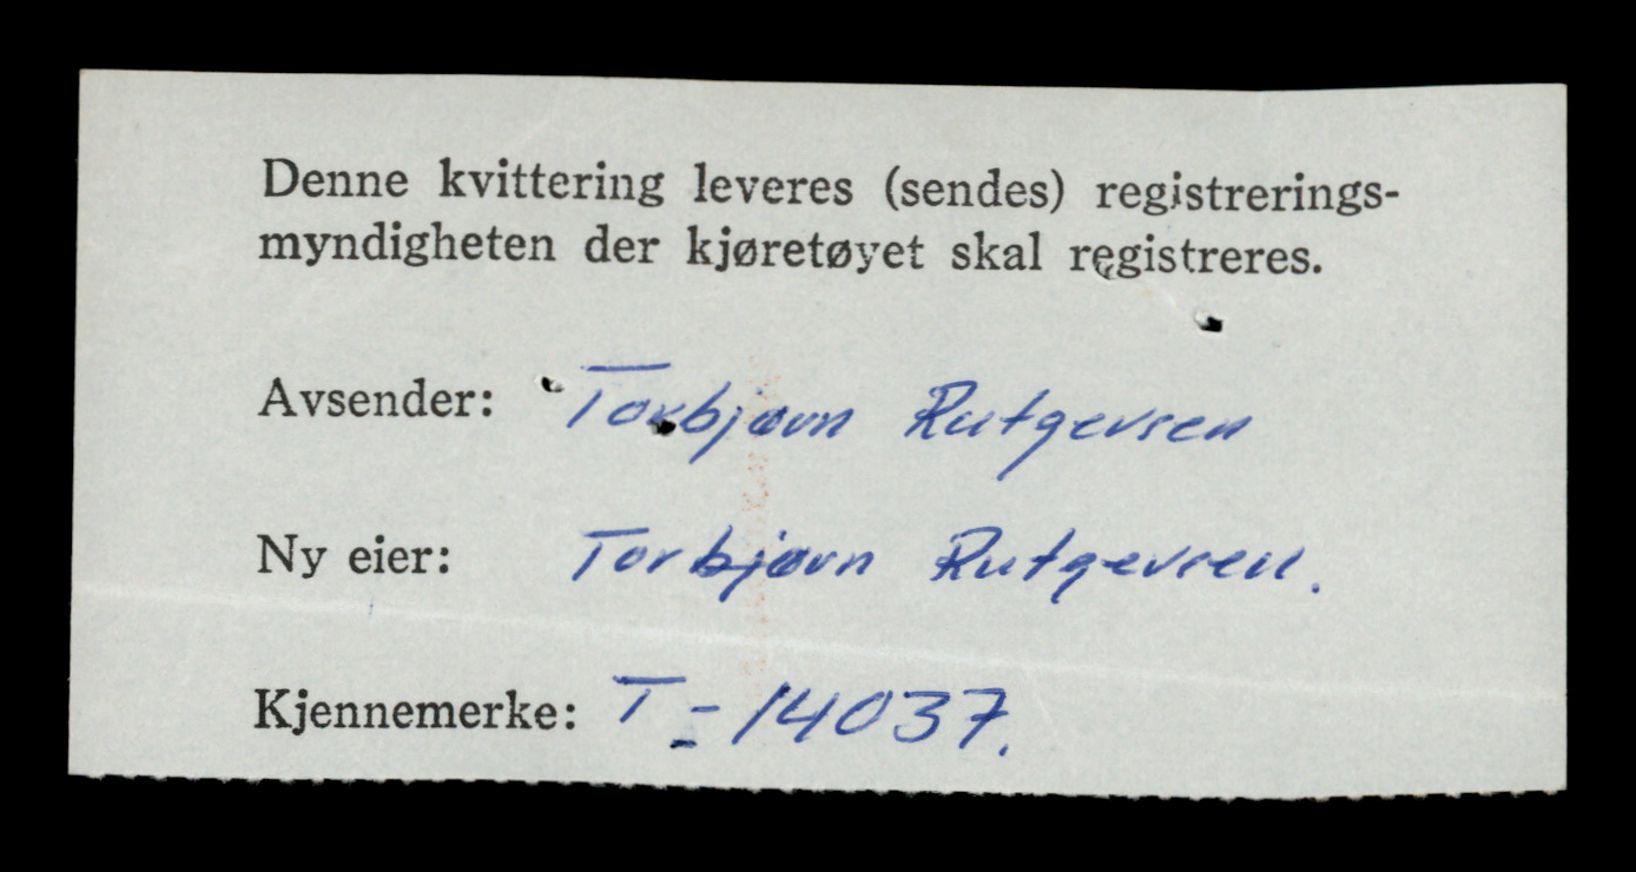 Denne kvittering leveres (sendes) registrerings-
myndigheten der kjøretøyet skal registreres.
Avsender: Torbjørn Rutgersen
Ny eier: Torbjørn Rutgersen.
Kjennemerke: T-14037.